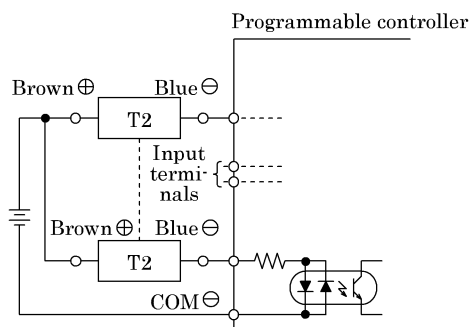 Programmable controller
Brown ⊕
Blue ⊖
T2
Input
termi-
nals
Brown ⊕
Blue ⊖
T2
COM ⊖